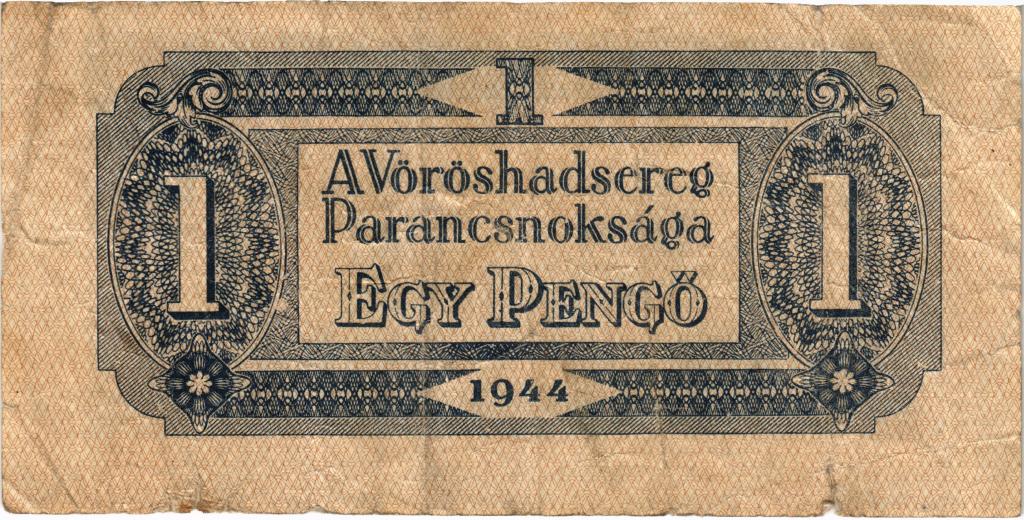 1
A Vöröshadsereg
Parancsnoksága
1 1
EGY PENGŐ
1944